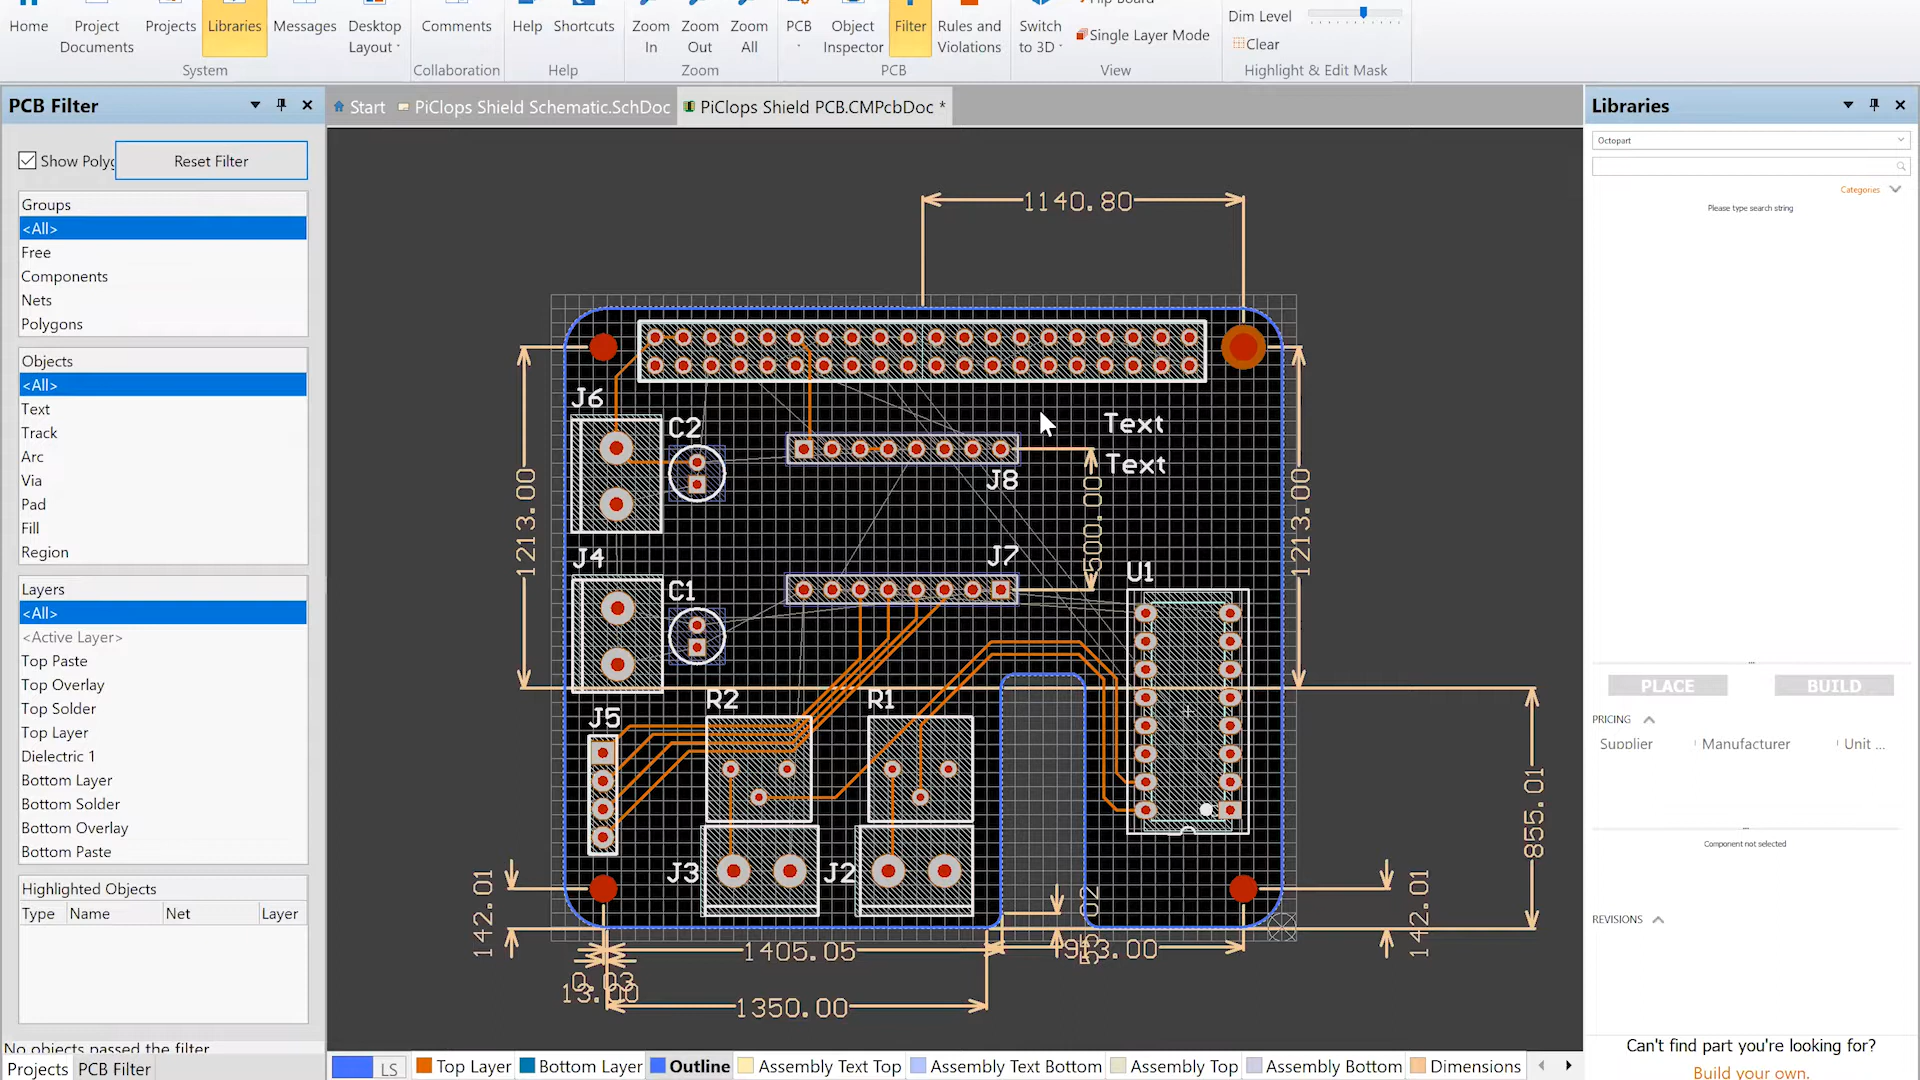 Flip Board
Home
Project
Documents
Projects
Libraries
Messages
Desktop
Layout
Comments
Help
Shortcuts
Zoom
In
Zoom
Out
Zoom
All
PCB
Object
Inspector
Filter
Rules and
Violations
Switch
to 3D
Single Layer Mode
Dim Level
Clear
System
Collaboration
Help
Zoom
PCB
View
Highlight & Edit Mask
PCB Filter
Start
PiClops Shield Schematic.SchDoc
PiClops Shield PCB.CMPcbDoc *
Libraries
Show Polyg
Reset Filter
Groups
<All>
Free
Components
Nets
Polygons
Objects
<All>
Text
Track
Arc
Via
Pad
Fill
Region
Layers
<All>
<Active Layer>
Top Paste
Top Overlay
Top Solder
Top Layer
Dielectric 1
Bottom Layer
Bottom Solder
Bottom Overlay
Bottom Paste
Highlighted Objects
Type Name Net Layer
No objects passed the filter
Projects
PCB Filter
1140.80
J6
C2
Text
Text
J8
1213.00
500.00
1213.00
J4
C1
J7
U1
R2
R1
J5
J3
J2
855.01
142.01
142.01
1405.05
13.00
1350.00
LS
Top Layer
Bottom Layer
Outline
Assembly Text Top
Assembly Text Bottom
Assembly Top
Assembly Bottom
Dimensions
Octopart
Categories
Please type search string
PLACE
BUILD
PRICING
Supplier
Manufacturer
Unit ...
Component not selected
REVISIONS
Can't find part you're looking for?
Build your own.